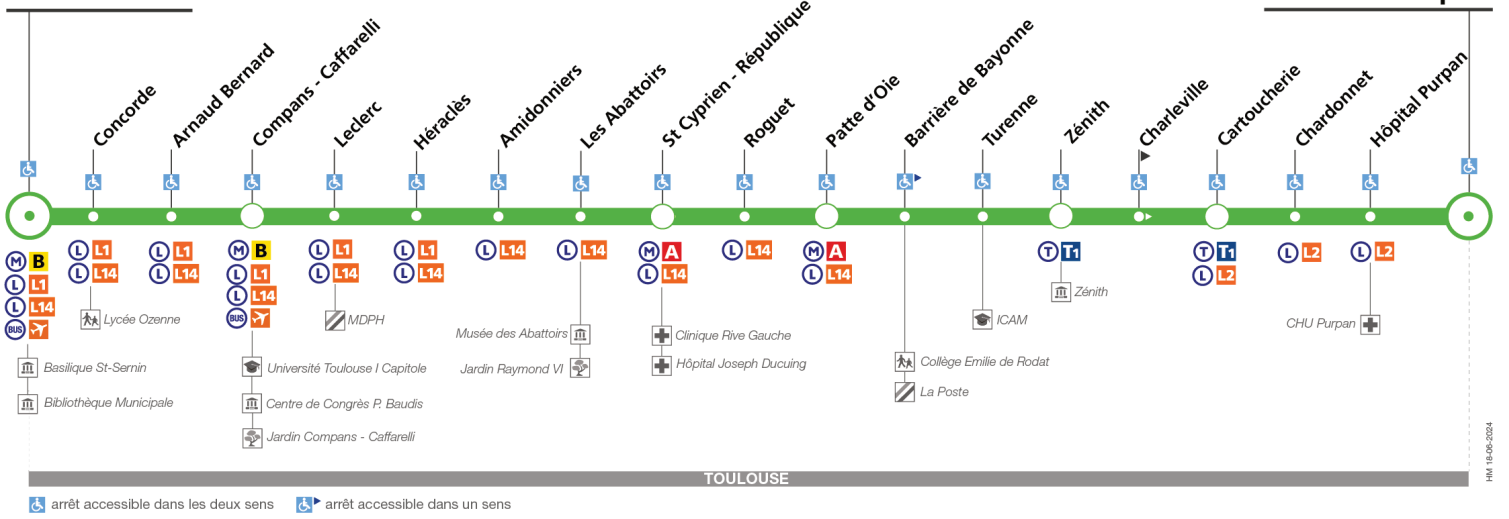 Concorde
Arnaud Bernard
Compans - Caffarelli
Leclerc
Héraclès
Amidonniers
Les Abattoirs
St Cyprien - République
Roguet
Patte d'Oie
Barrière de Bayonne
Turenne
Zénith
Charleville
Cartoucherie
Chardonnet
Hôpital Purpan
M B
L L1
L L14
BUS
L L1
L L14
L L1
L L14
M B
L L1
L L14
BUS
L L1
L L14
L L1
L L14
L L14
L L14
M A
L L14
L L14
M A
L L14
T T1
T T1
L L2
L L2
L L2
Basilique St-Sernin
Bibliothèque Municipale
Lycée Ozenne
Université Toulouse I Capitole
Centre de Congrès P. Baudis
Jardin Compans - Caffarelli
MDPH
Musée des Abattoirs
Jardin Raymond VI
Clinique Rive Gauche
Hôpital Joseph Ducuing
Collège Emilie de Rodat
La Poste
ICAM
Zénith
CHU Purpan
TOULOUSE
HM 18-06-2024
arrêt accessible dans les deux sens
arrêt accessible dans un sens